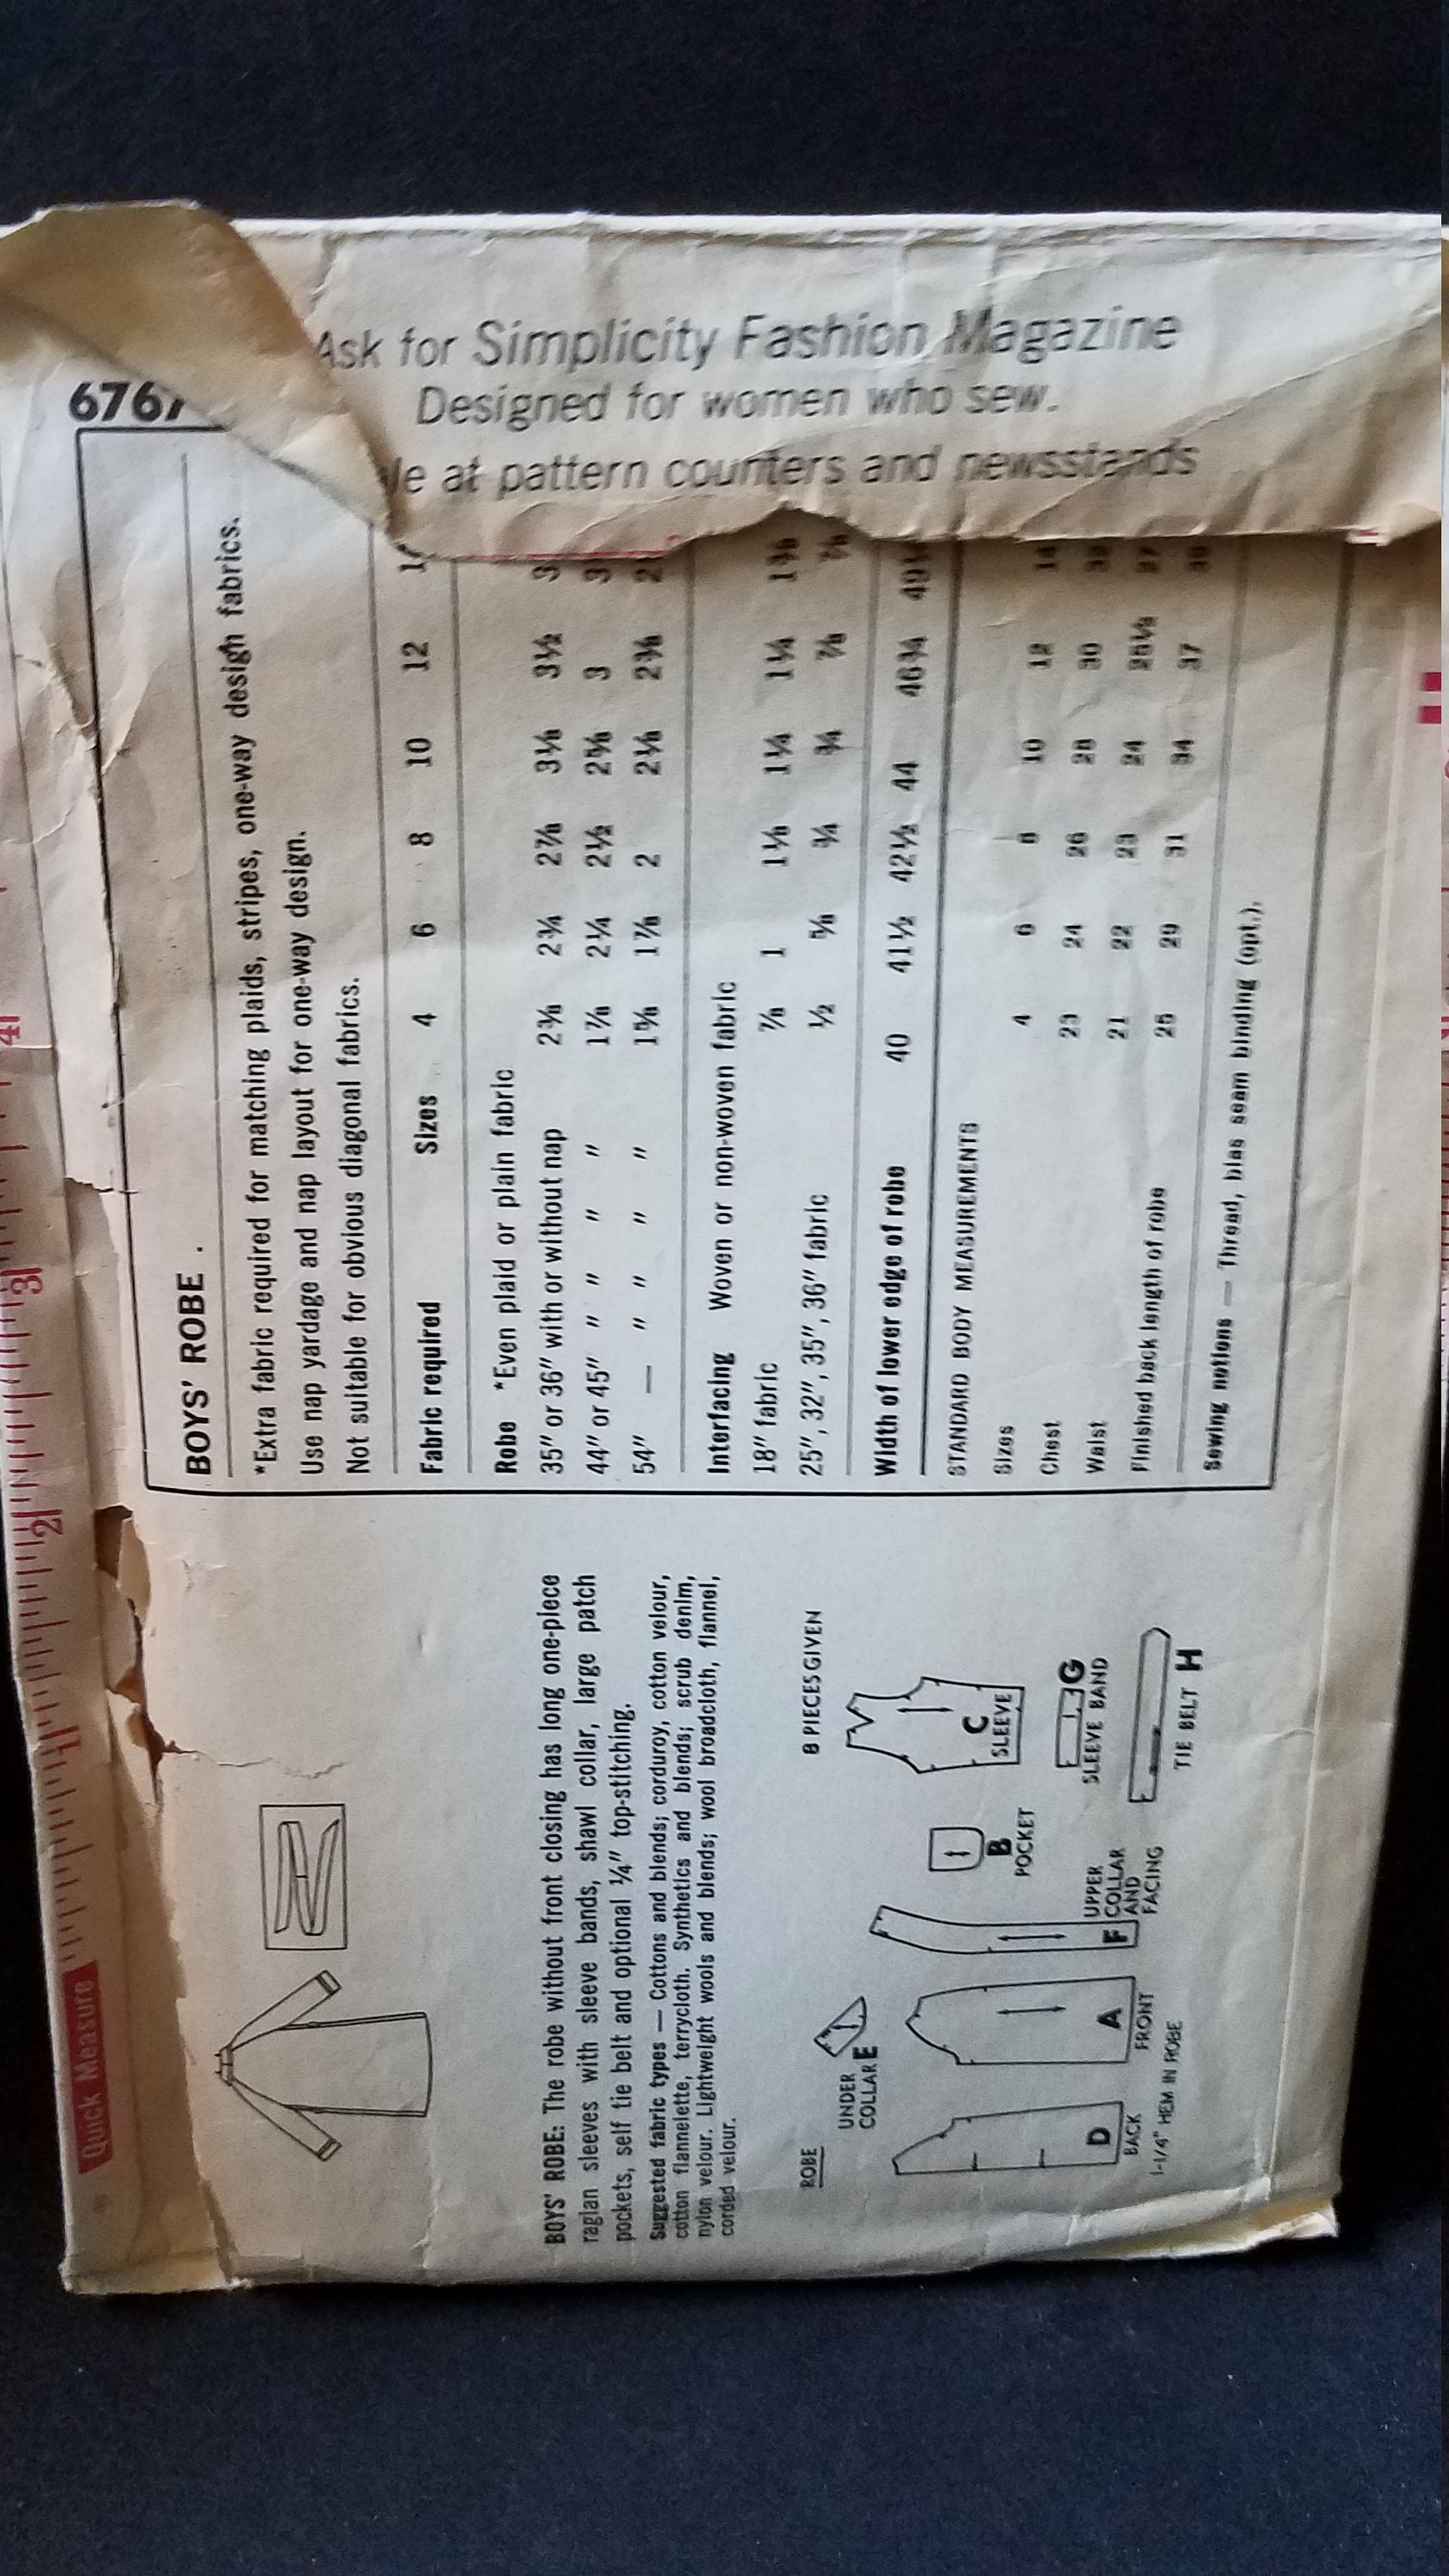 Quick Measure
1 2 3 4
Ask for Simplicity Fashion Magazine
Designed for women who sew.
at pattern counters and newsstands
BOYS' ROBE .
*Extra fabric required for matching plaids, stripes, one-way design fabrics.
Use nap yardage and nap layout for one-way design.
Not suitable for obvious diagonal fabrics.
Fabric required Sizes 4 6 8 10 12
Robe *Even plaid or plain fabric
35" or 36" with or without nap 2⅜ 2¾ 2⅞ 3⅛ 3½
44" or 45" " " " " 1⅞ 2¼ 2½ 2⅝ 3
54" — " " " " 1⅝ 1⅞ 2 2⅛ 2⅜
Interfacing Woven or non-woven fabric
18" fabric ⅞ 1 1⅛ 1¼ 1¼ 1⅜
25", 32", 35", 36" fabric ½ ⅝ ¾ ¾ ⅞ ⅞
Width of lower edge of robe 40 41½ 42½ 44 46¾
STANDARD BODY MEASUREMENTS
Sizes 4 6 8 10 12 14
Chest 23 24 26 28 30
Waist 21 22 23 24 25½ 27
Finished back length of robe 25 29 31 34 37
Sewing notions — Thread, bias seam binding (opt.).
BOYS' ROBE: The robe without front closing has long one-piece
raglan sleeves with sleeve bands, shawl collar, large patch
pockets, self tie belt and optional ¼" top-stitching.
Suggested fabric types — Cottons and blends; corduroy, cotton velour,
cotton flannelette, terrycloth. Synthetics and blends; scrub denim,
nylon velour. Lightweight wools and blends; wool broadcloth, flannel,
corded velour.
ROBE
8 PIECES GIVEN
UNDER
COLLAR E
B
POCKET
C
SLEEVE
D
BACK
A
FRONT
F
UPPER
COLLAR
AND
FACING
G
SLEEVE BAND
TIE BELT H
1-1/4" HEM IN ROBE